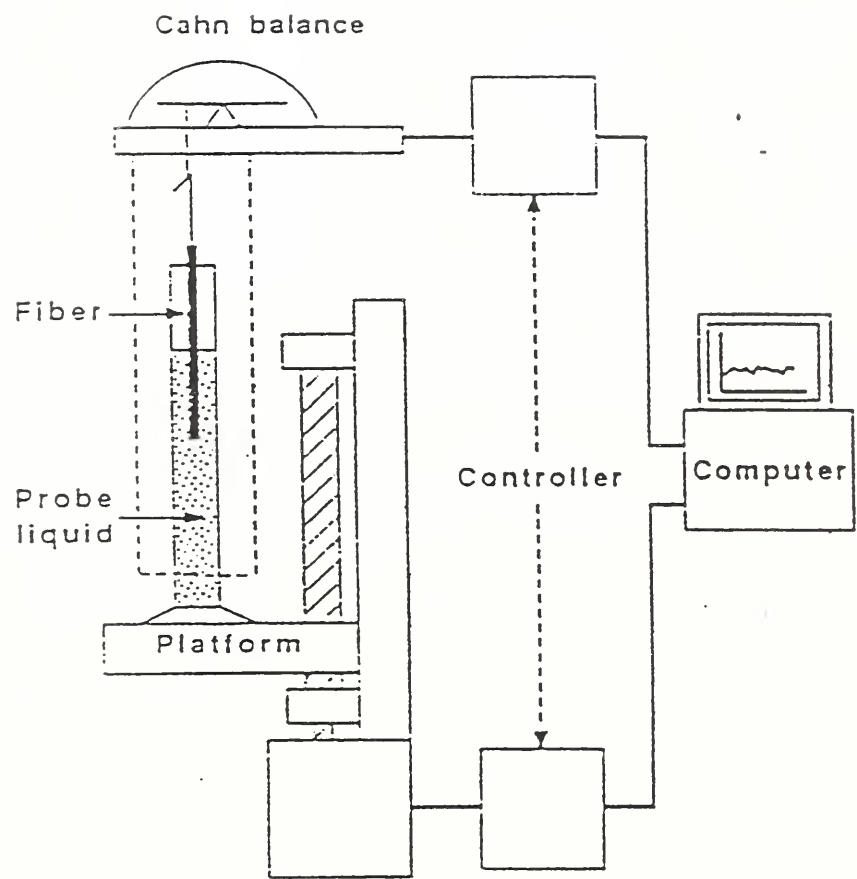 Cahn balance
Fiber
Controller
Computer
Probe
liquid
Platform